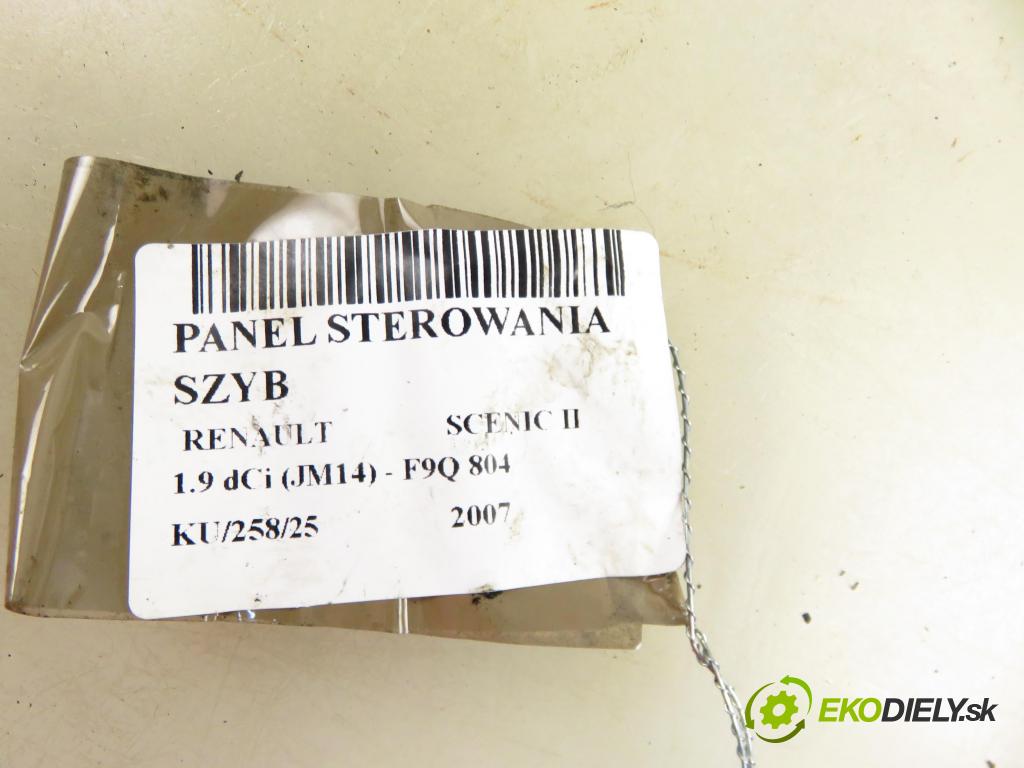 PANEL STEROWANIA
SZYB
RENAULT SCENIC II
1.9 dCi (JM14) - F9Q 804
KU/258/25 2007
EKODIELY.sk